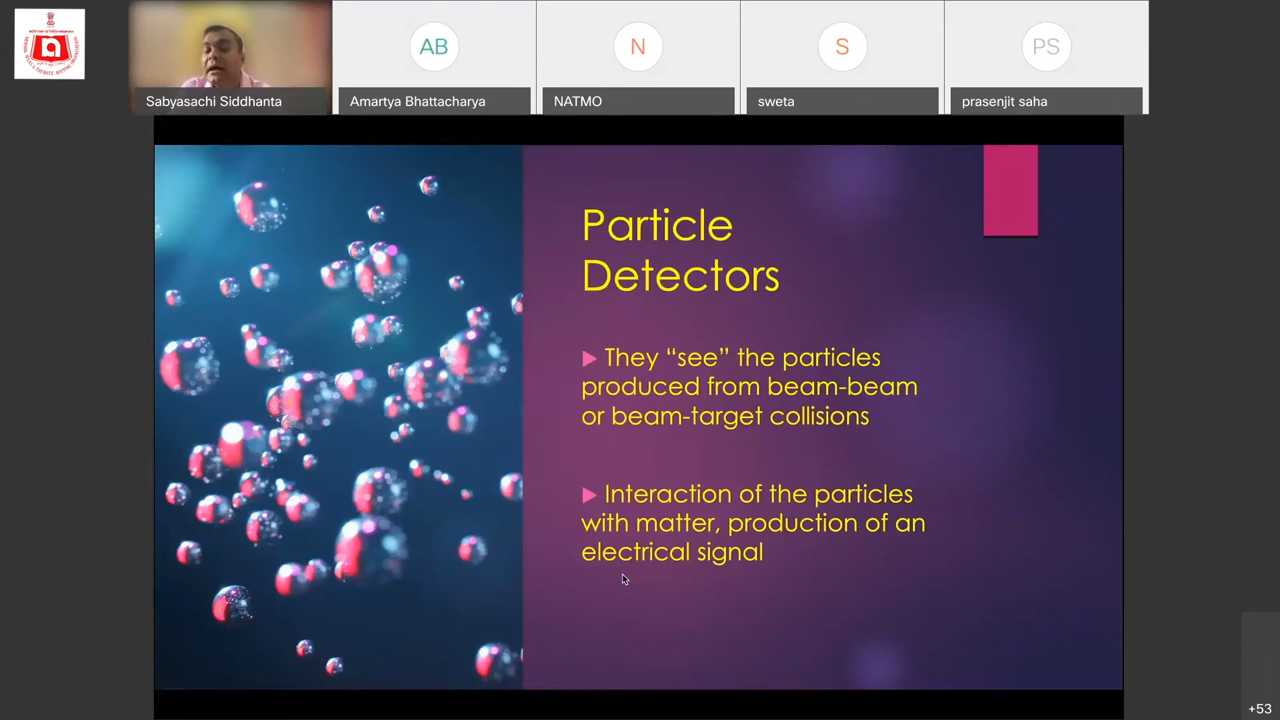 AB
N
S
PS
Sabyasachi Siddhanta
Amartya Bhattacharya
NATMO
sweta
prasenjit saha
Particle
Detectors
They “see” the particles
produced from beam-beam
or beam-target collisions
Interaction of the particles
with matter, production of an
electrical signal
+53